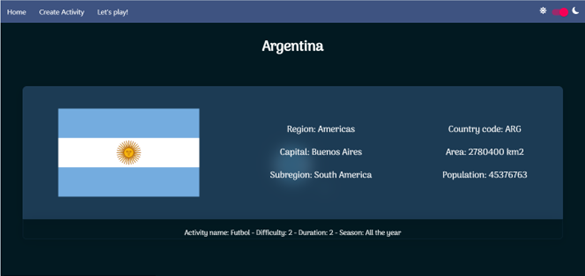 Home Create Activity Let's play!
Argentina
Region: Americas
Country code: ARG
Capital: Buenos Aires
Area: 2780400 km2
Subregion: South America
Population: 45376763
Activity name: Futbol - Difficulty: 2 - Duration: 2 - Season: All the year